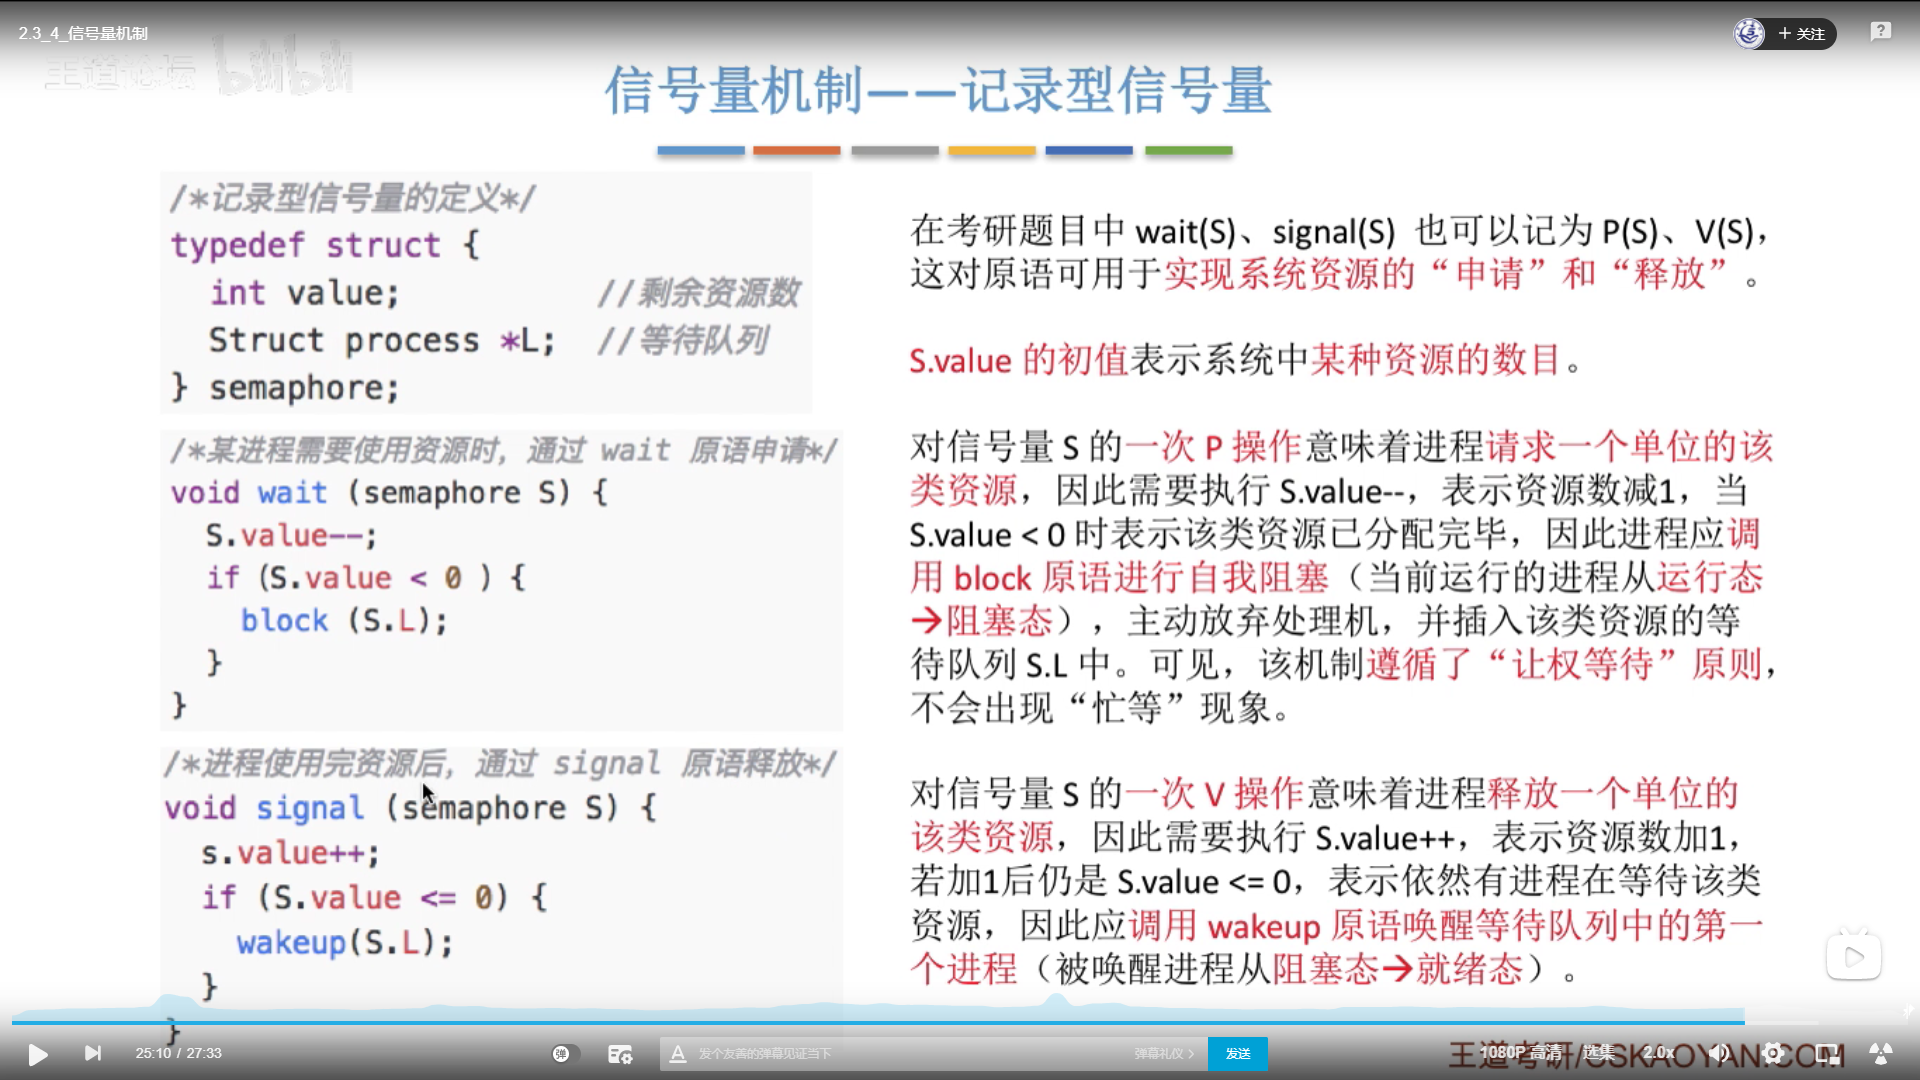 2.3_4_信号量机制
+ 关注
王道论坛 bilibili
信号量机制——记录型信号量
/*记录型信号量的定义*/
typedef struct {
int value; //剩余资源数
Struct process *L; //等待队列
} semaphore;
/*某进程需要使用资源时，通过 wait 原语申请*/
void wait (semaphore S) {
S.value--;
if (S.value < 0 ) {
block (S.L);
}
}
/*进程使用完资源后，通过 signal 原语释放*/
void signal (semaphore S) {
s.value++;
if (S.value <= 0) {
wakeup(S.L);
}
}
在考研题目中 wait(S)、signal(S) 也可以记为 P(S)、V(S)，
这对原语可用于实现系统资源的“申请”和“释放”。
S.value 的初值表示系统中某种资源的数目。
对信号量 S 的一次 P 操作意味着进程请求一个单位的该
类资源，因此需要执行 S.value--，表示资源数减1，当
S.value < 0 时表示该类资源已分配完毕，因此进程应调
用 block 原语进行自我阻塞（当前运行的进程从运行态
→阻塞态），主动放弃处理机，并插入该类资源的等
待队列 S.L 中。可见，该机制遵循了“让权等待”原则，
不会出现“忙等”现象。
对信号量 S 的一次 V 操作意味着进程释放一个单位的
该类资源，因此需要执行 S.value++，表示资源数加1，
若加1后仍是 S.value <= 0，表示依然有进程在等待该类
资源，因此应调用 wakeup 原语唤醒等待队列中的第一
个进程（被唤醒进程从阻塞态→就绪态）。
25:10 / 27:33
弹
A 发个友善的弹幕见证当下
弹幕礼仪 >
发送
1080P 高清
选集
2.0x
王道考研/CSKAOYAN.COM